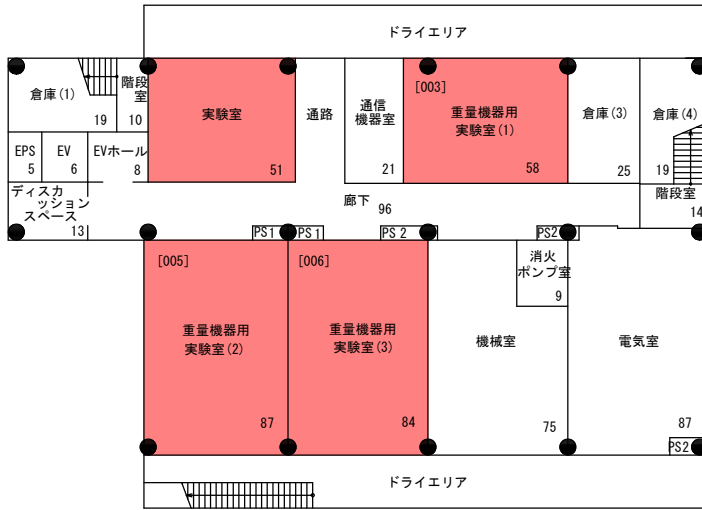 ドライエリア
倉庫(1)
19
階段
室
10
実験室
51
通路
通信
機器室
21
[003]
重量機器用
実験室(1)
58
倉庫(3)
25
倉庫(4)
19
EPS
5
EV
6
EVホール
8
ディスカ
ッション
スペース
13
廊下
96
階段室
14
PS1
PS1
PS2
PS2
[005]
重量機器用
実験室(2)
87
[006]
重量機器用
実験室(3)
84
消火
ポンプ室
9
機械室
75
電気室
87
PS2
ドライエリア